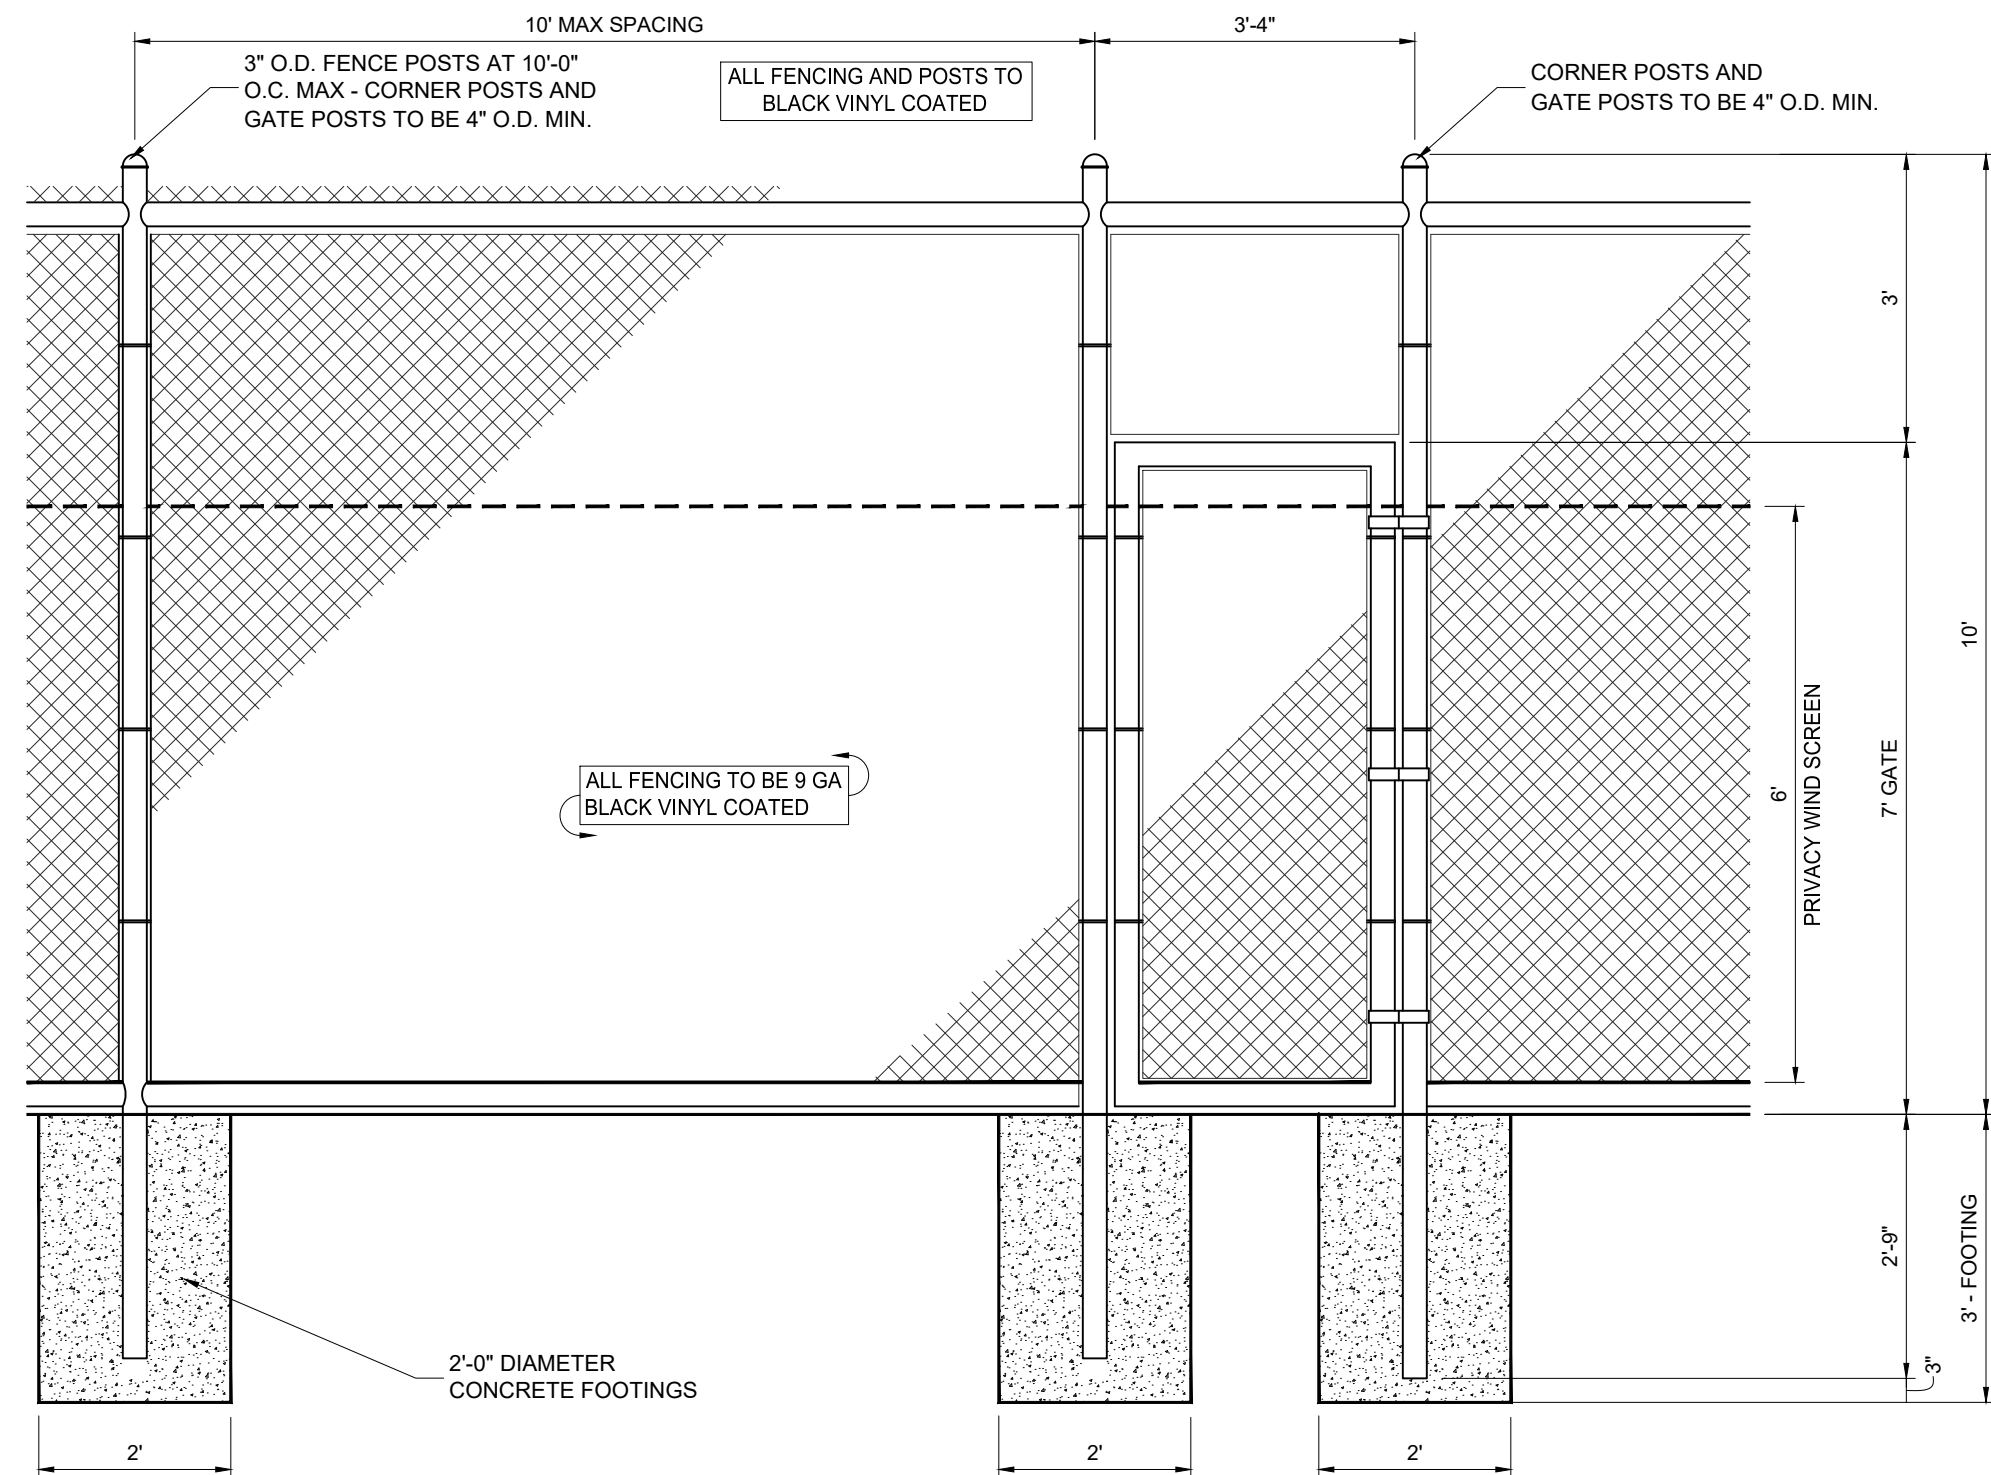 10' MAX SPACING
3'-4"
3" O.D. FENCE POSTS AT 10'-0"
O.C. MAX - CORNER POSTS AND
GATE POSTS TO BE 4" O.D. MIN.
ALL FENCING AND POSTS TO
BLACK VINYL COATED
CORNER POSTS AND
GATE POSTS TO BE 4" O.D. MIN.
3'
10'
6'
PRIVACY WIND SCREEN
7' GATE
ALL FENCING TO BE 9 GA
BLACK VINYL COATED
2'-9"
3' - FOOTING
3"
2'-0" DIAMETER
CONCRETE FOOTINGS
2'
2'
2'